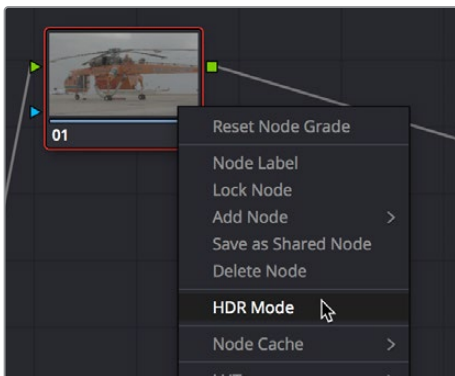 01
Reset Node Grade
Node Label
Lock Node
Add Node >
Save as Shared Node
Delete Node
HDR Mode
Node Cache >